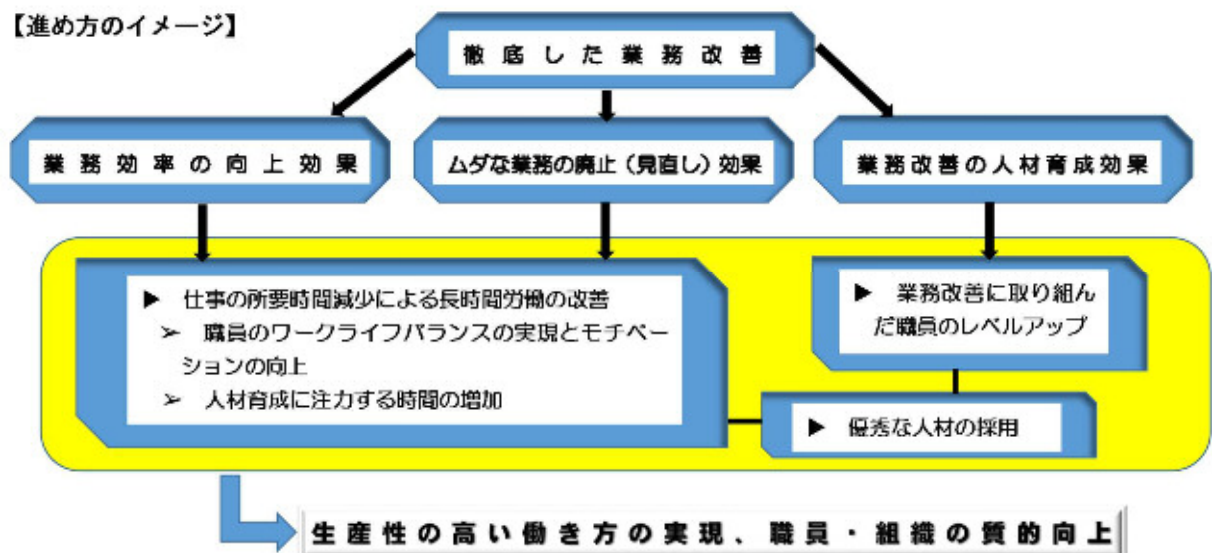 【進め方のイメージ】
徹底した業務改善
業務効率の向上効果
ムダな業務の廃止（見直し）効果
業務改善の人材育成効果
▶ 仕事の所要時間減少による長時間労働の改善
➢ 職員のワークライフバランスの実現とモチベー
ションの向上
➢ 人材育成に注力する時間の増加
▶ 業務改善に取り組ん
だ職員のレベルアップ
▶ 優秀な人材の採用
生産性の高い働き方の実現、職員・組織の質的向上